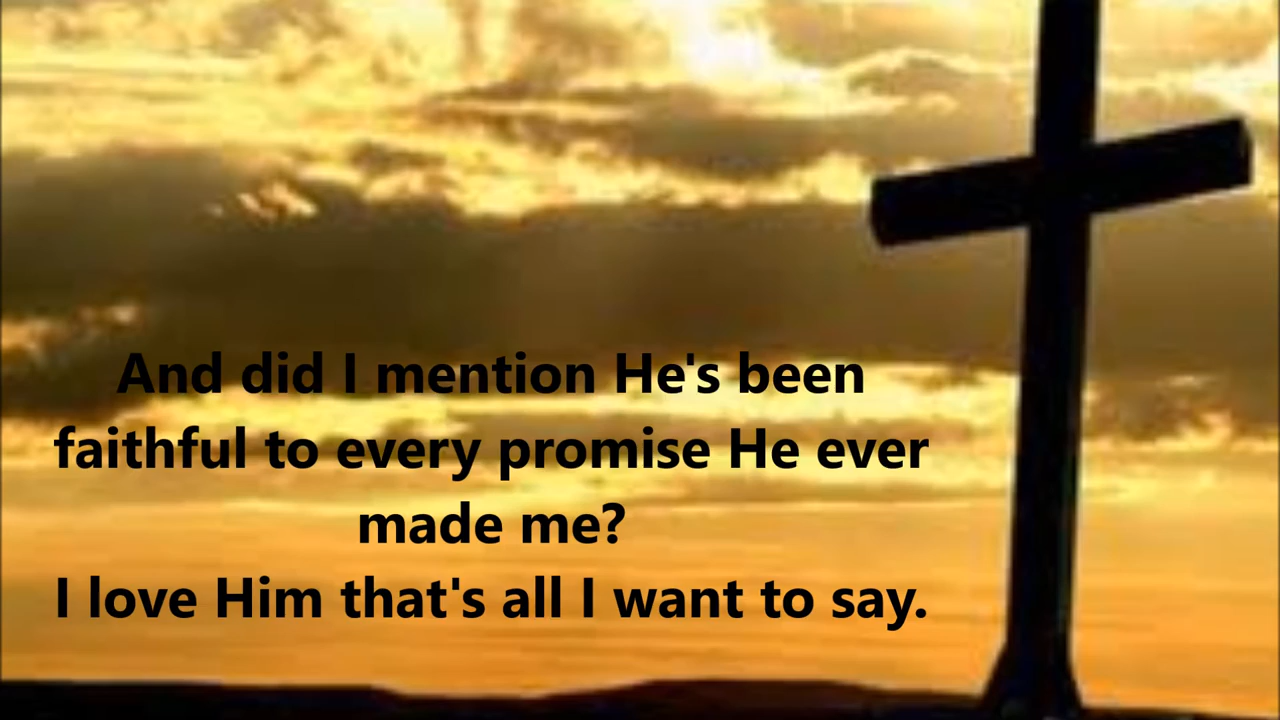 And did I mention He's been
faithful to every promise He ever
made me?
I love Him that's all I want to say.